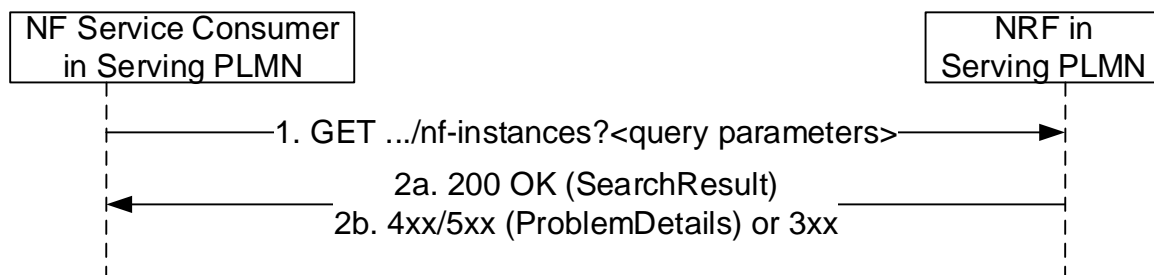 NF Service Consumer
in Serving PLMN
NRF in
Serving PLMN
1. GET .../nf-instances?<query parameters>
2a. 200 OK (SearchResult)
2b. 4xx/5xx (ProblemDetails) or 3xx